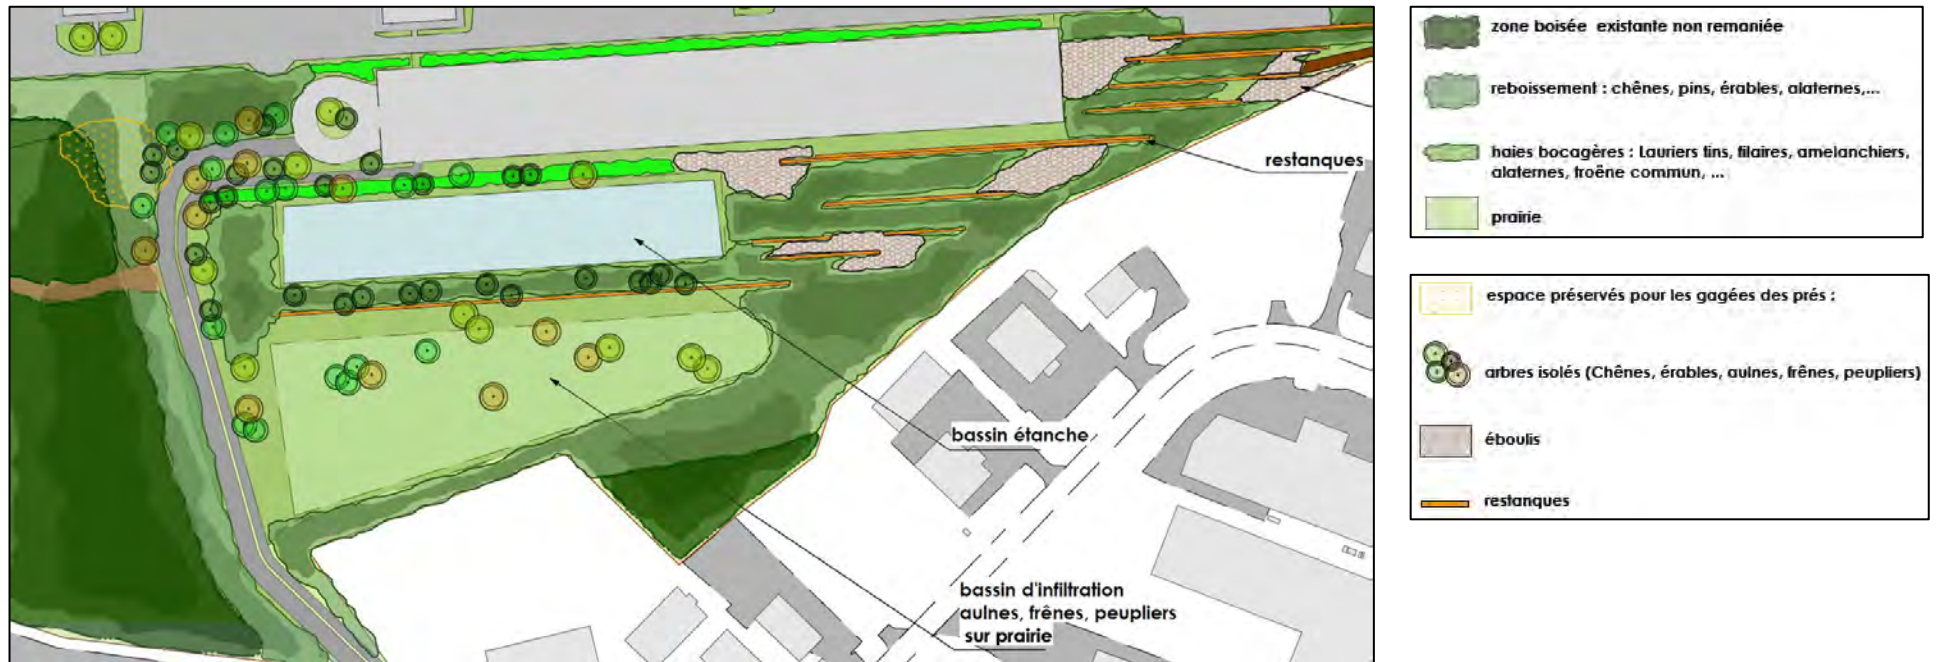 restanques
bassin étanche
bassin d'infiltration
aulnes, frênes, peupliers
sur prairie
zone boisée existante non remaniée
reboissement : chênes, pins, érables, alaternes,...
haies bocagères : Lauriers tins, filaires, amelanchiers,
alaternes, troëne commun, ...
prairie
espace préservés pour les gagées des prés :
arbres isolés (Chênes, érables, aulnes, frênes, peupliers)
éboulis
restanques